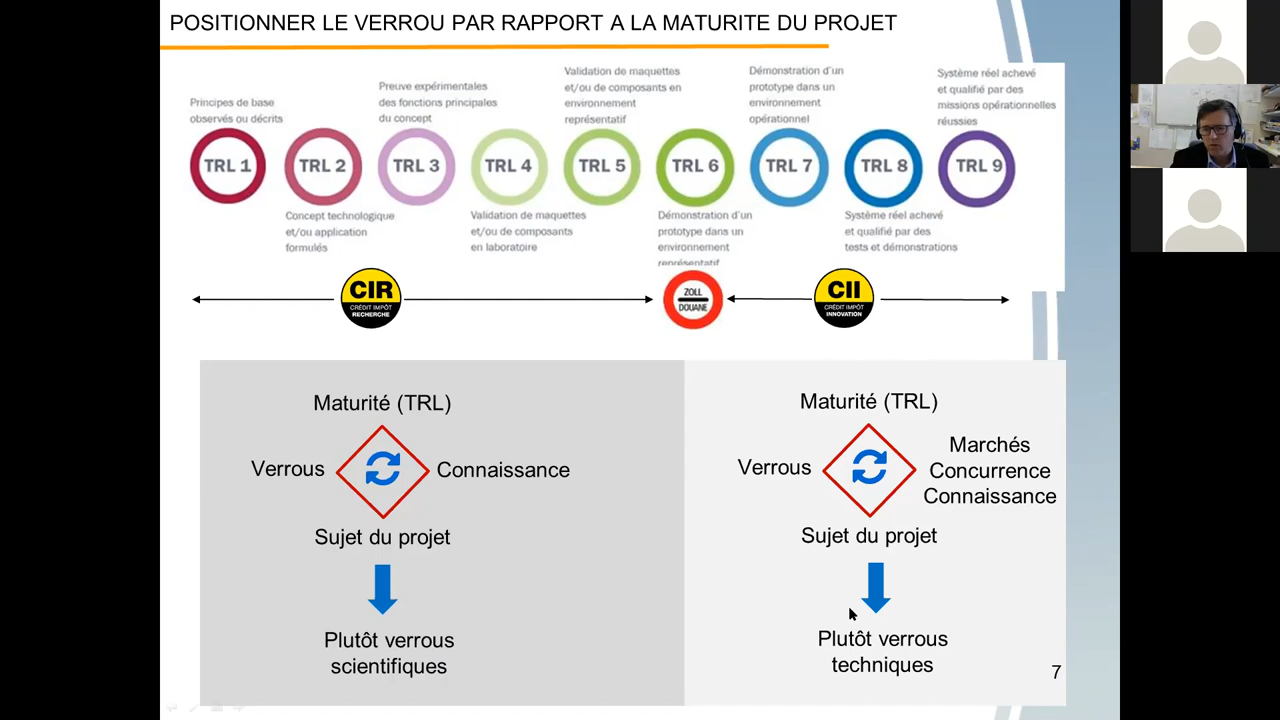 POSITIONNER LE VERROU PAR RAPPORT A LA MATURITE DU PROJET
Principes de base
observés ou décrits
Preuve expérimentales
des fonctions principales
du concept
Validation de maquettes
et/ou de composants en
environnement
représentatif
Démonstration d'un
prototype dans un
environnement
opérationnel
Système réel achevé
et qualifié par des
missions opérationnelles
réussies
TRL 1
TRL 2
TRL 3
TRL 4
TRL 5
TRL 6
TRL 7
TRL 8
TRL 9
Concept technologique
et/ou application
formulés
Validation de maquettes
et/ou de composants
en laboratoire
Démonstration d'un
prototype dans un
environnement
représentatif
Système réel achevé
et qualifié par des
tests et démonstrations
CIR
CRÉDIT IMPÔT
RECHERCHE
ZOLL
DOUANE
CII
CRÉDIT IMPÔT
INNOVATION
Maturité (TRL)
Verrous
Connaissance
Sujet du projet
Plutôt verrous
scientifiques
Maturité (TRL)
Verrous
Marchés
Concurrence
Connaissance
Sujet du projet
Plutôt verrous
techniques
7